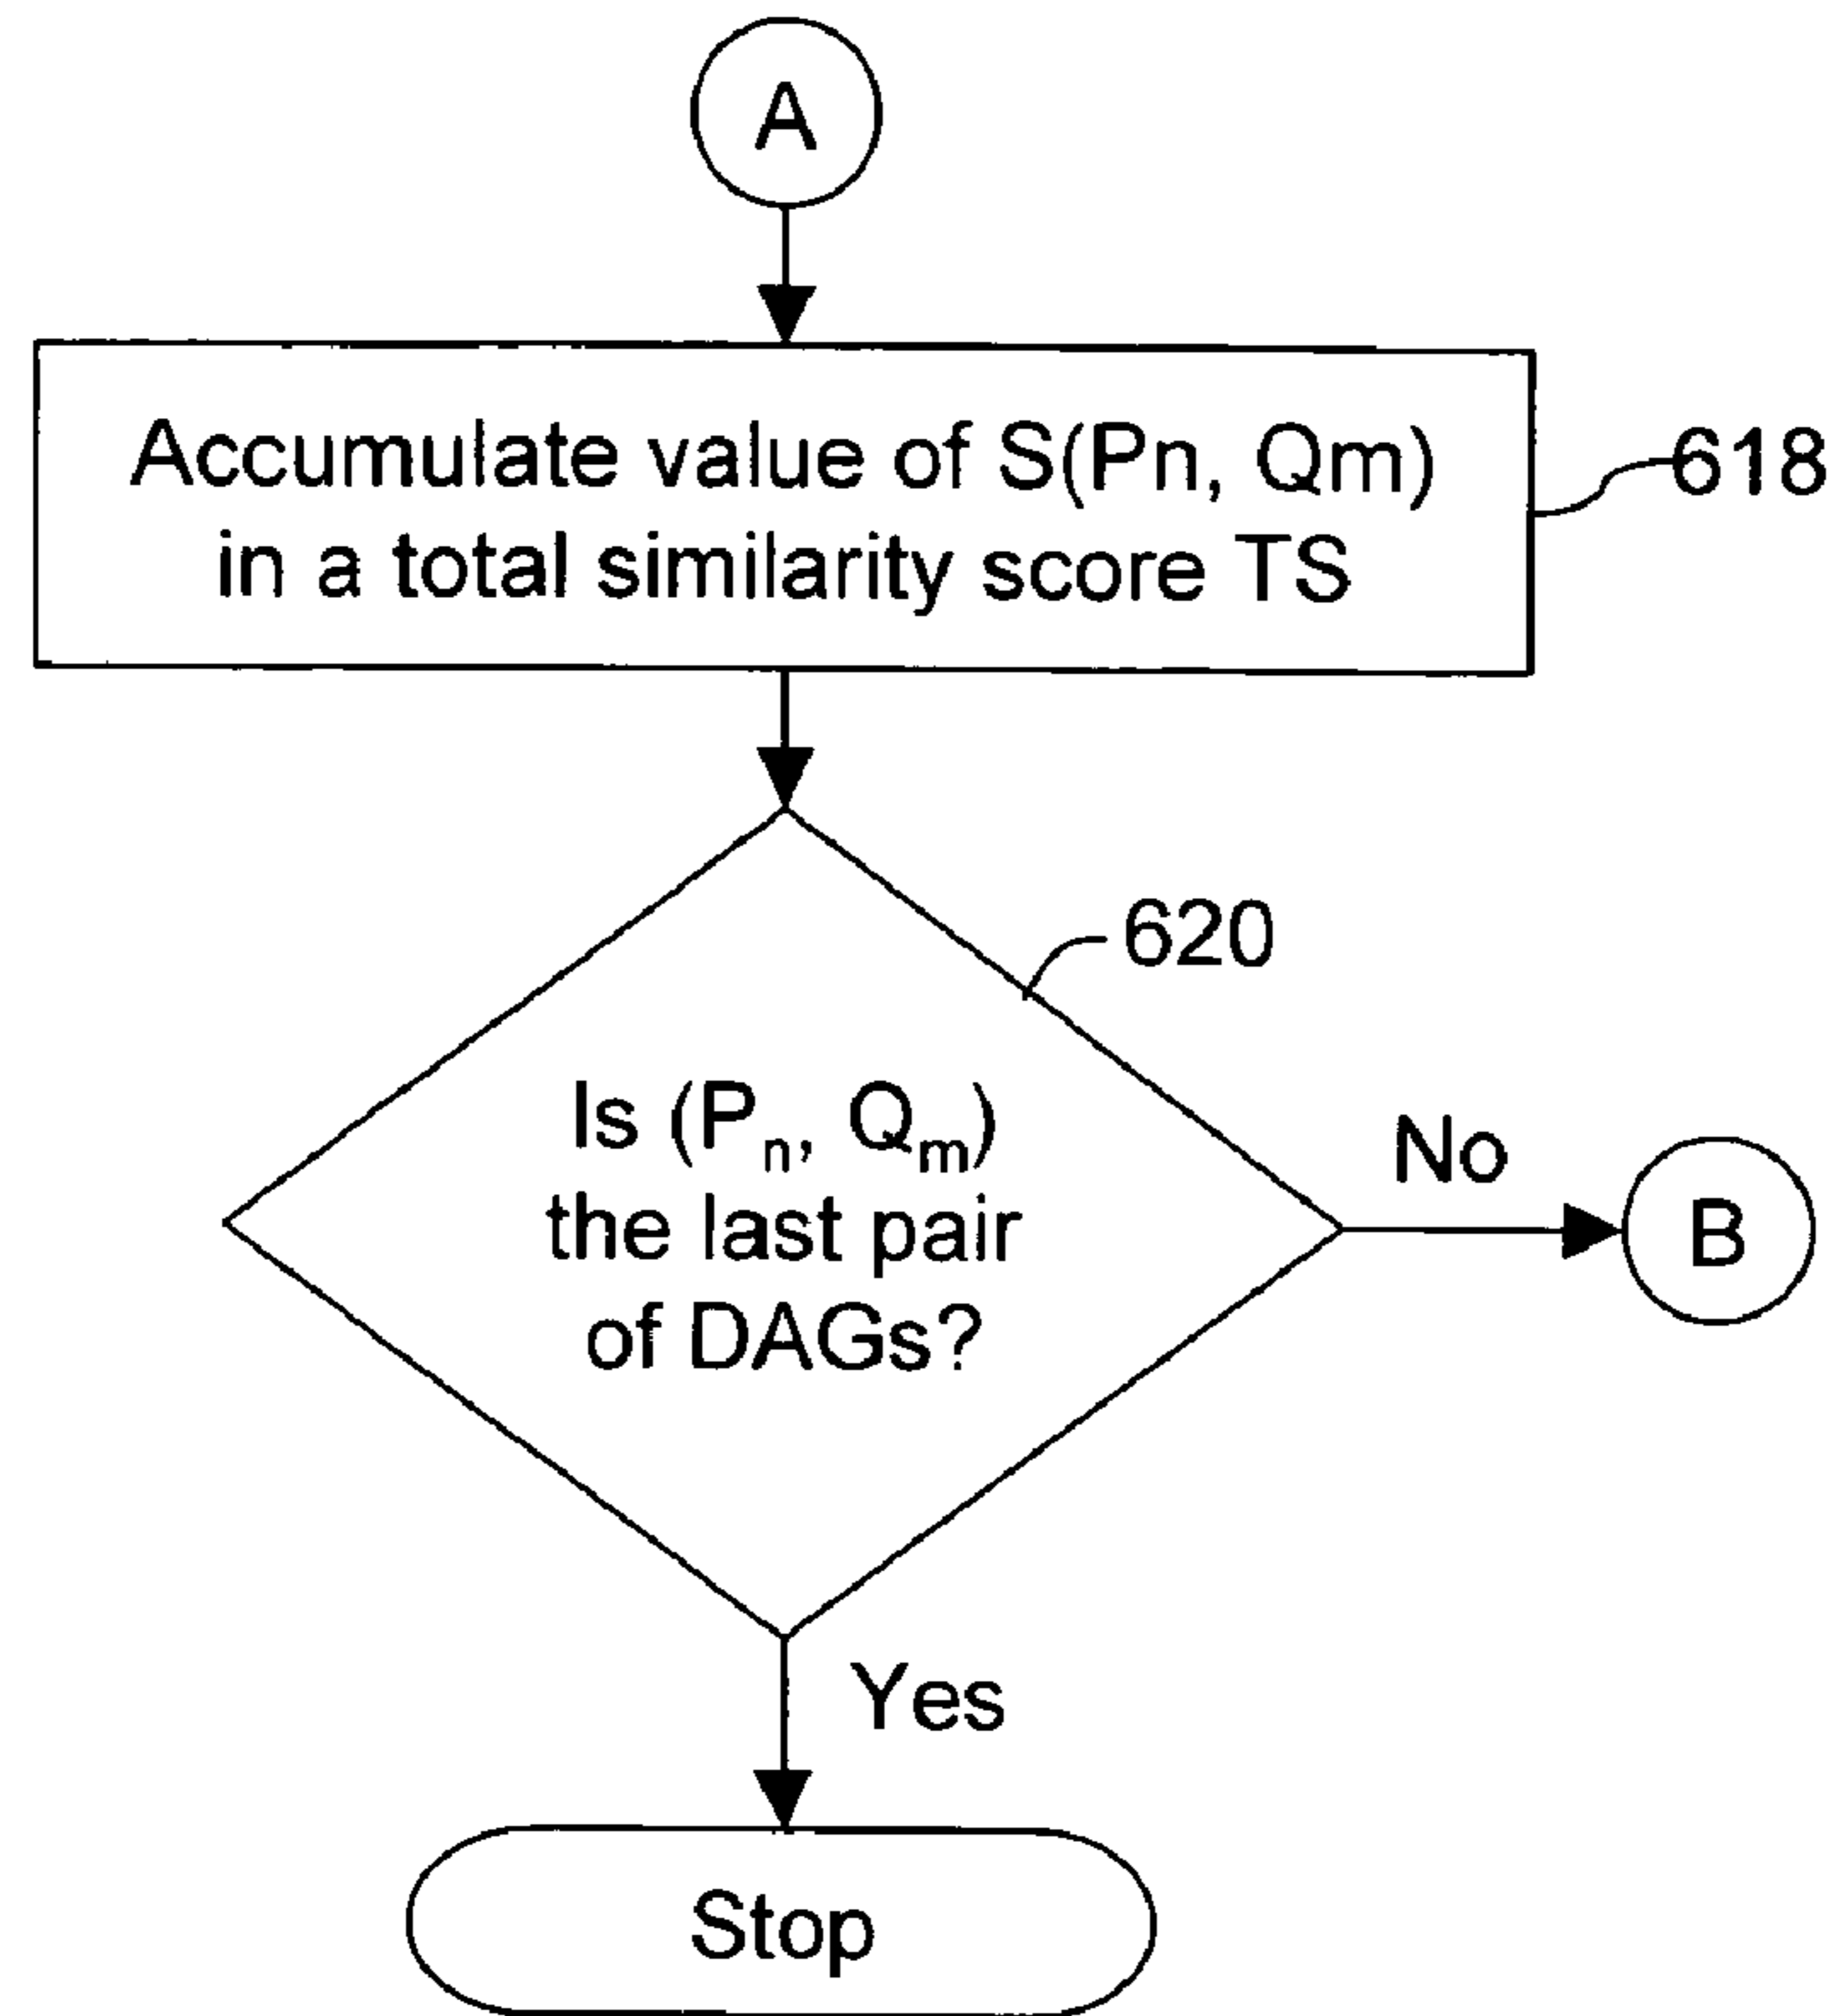 A
Accumulate value of S(Pn, Qm)
in a total similarity score TS
618
620
Is (Pn, Qm)
the last pair
of DAGs?
No
B
Yes
Stop